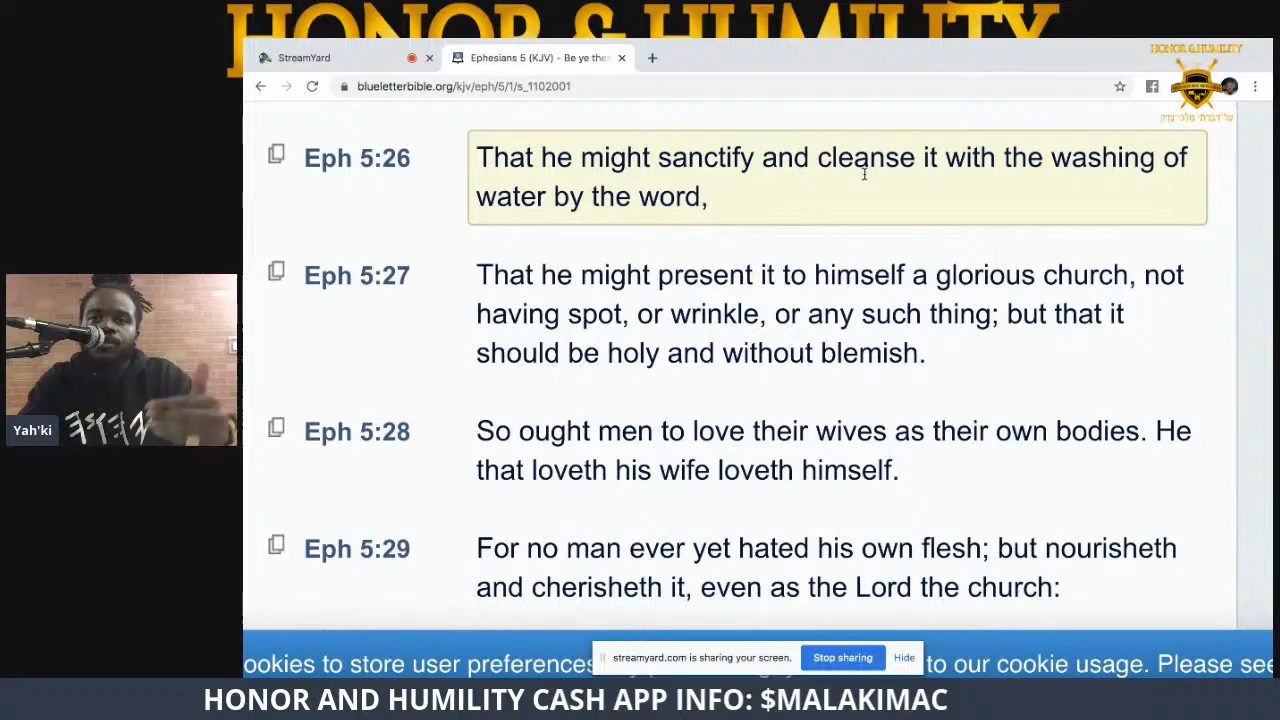 HONOR & HUMILITY
StreamYard
Ephesians 5 (KJV) - Be ye the
blueletterbible.org/kjv/eph/5/1/s_1102001
HONOR & HUMILITY
על־דברתי מלכי־צדק
Eph 5:26
That he might sanctify and cleanse it with the washing of
water by the word,
Eph 5:27
That he might present it to himself a glorious church, not
having spot, or wrinkle, or any such thing; but that it
should be holy and without blemish.
Eph 5:28
So ought men to love their wives as their own bodies. He
that loveth his wife loveth himself.
Eph 5:29
For no man ever yet hated his own flesh; but nourisheth
and cherisheth it, even as the Lord the church:
Yah'ki
ookies to store user preferences
to our cookie usage. Please see
streamyard.com is sharing your screen.
Stop sharing
Hide
HONOR AND HUMILITY CASH APP INFO: $MALAKIMAC